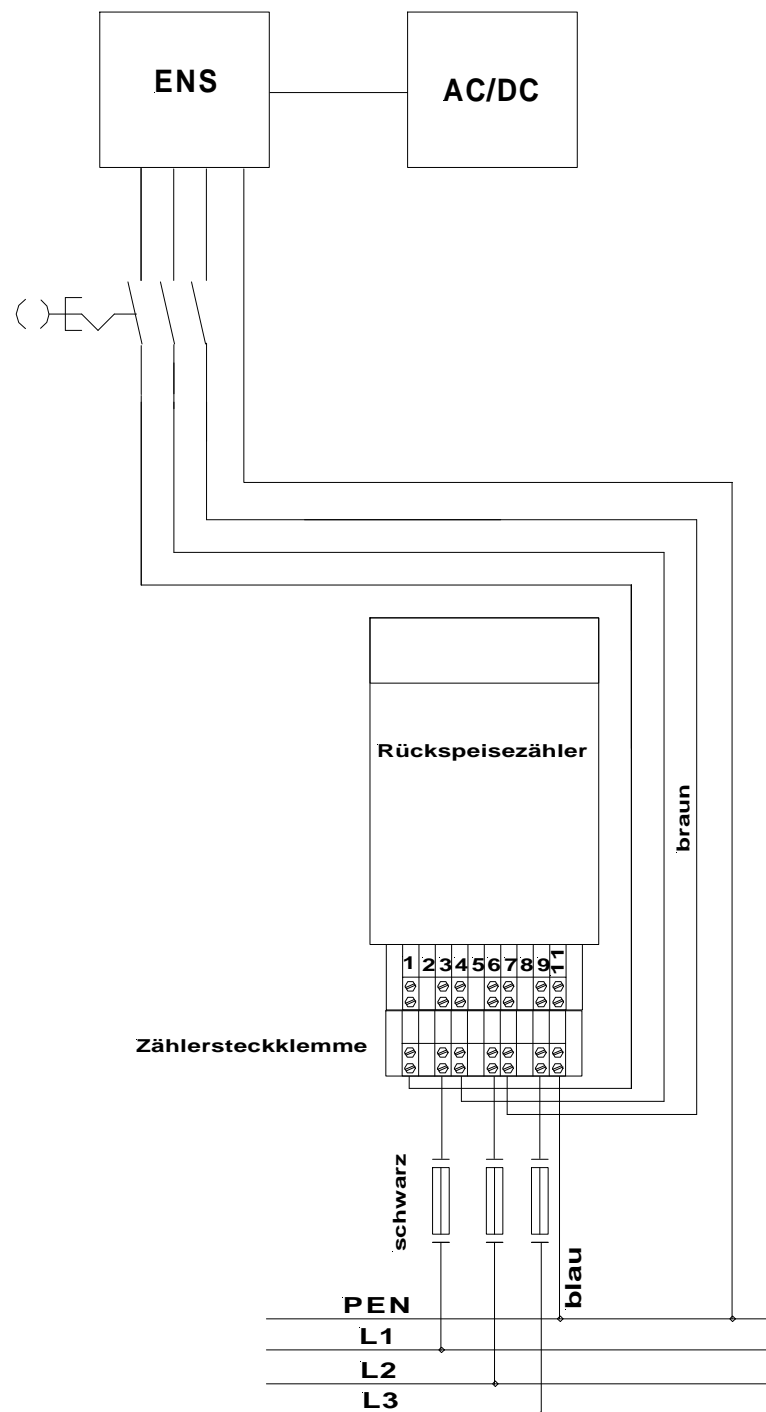 ENS
AC/DC
Rückspeisezähler
braun
1 2 3 4 5 6 7 8 9 11
Zählersteckklemme
schwarz
blau
PEN
L1
L2
L3